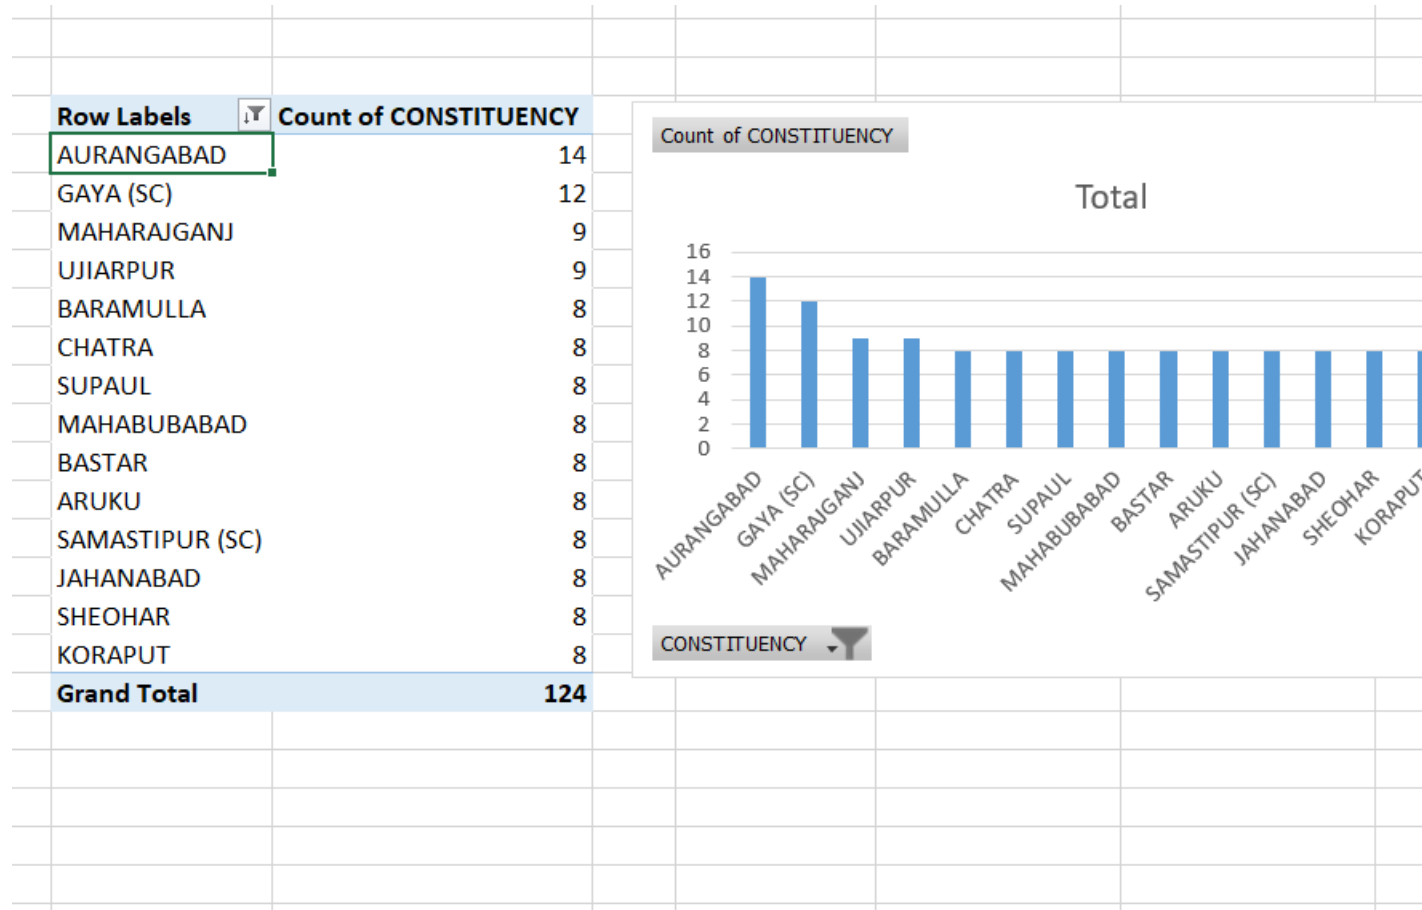 Row Labels Count of CONSTITUENCY
AURANGABAD 14
GAYA (SC) 12
MAHARAJGANJ 9
UJIARPUR 9
BARAMULLA 8
CHATRA 8
SUPAUL 8
MAHABUBABAD 8
BASTAR 8
ARUKU 8
SAMASTIPUR (SC) 8
JAHANABAD 8
SHEOHAR 8
KORAPUT 8
Grand Total 124
Count of CONSTITUENCY
Total
16
14
12
10
8
6
4
2
0
AURANGABAD
GAYA (SC)
MAHARAJGANJ
UJIARPUR
BARAMULLA
CHATRA
SUPAUL
MAHABUBABAD
BASTAR
ARUKU
SAMASTIPUR (SC)
JAHANABAD
SHEOHAR
KORAPUT
CONSTITUENCY